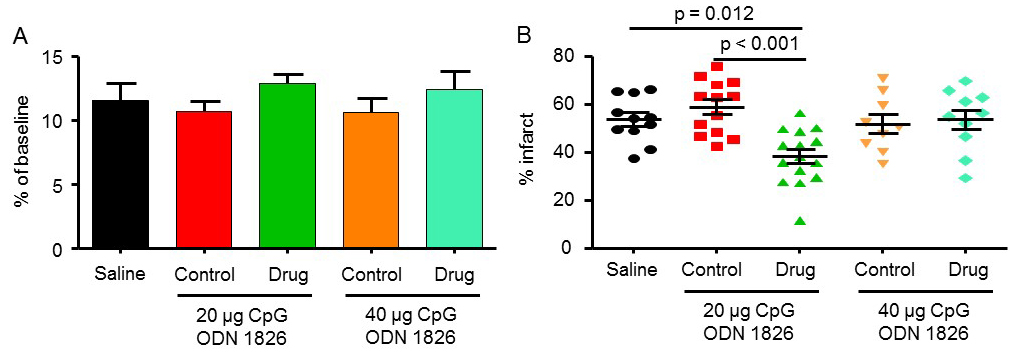 A
% of baseline
15
10
5
0
Saline
Control
Drug
Control
Drug
20 µg CpG
ODN 1826
40 µg CpG
ODN 1826
B
p = 0.012
p < 0.001
% infarct
80
60
40
20
0
Saline
Control
Drug
Control
Drug
20 µg CpG
ODN 1826
40 µg CpG
ODN 1826